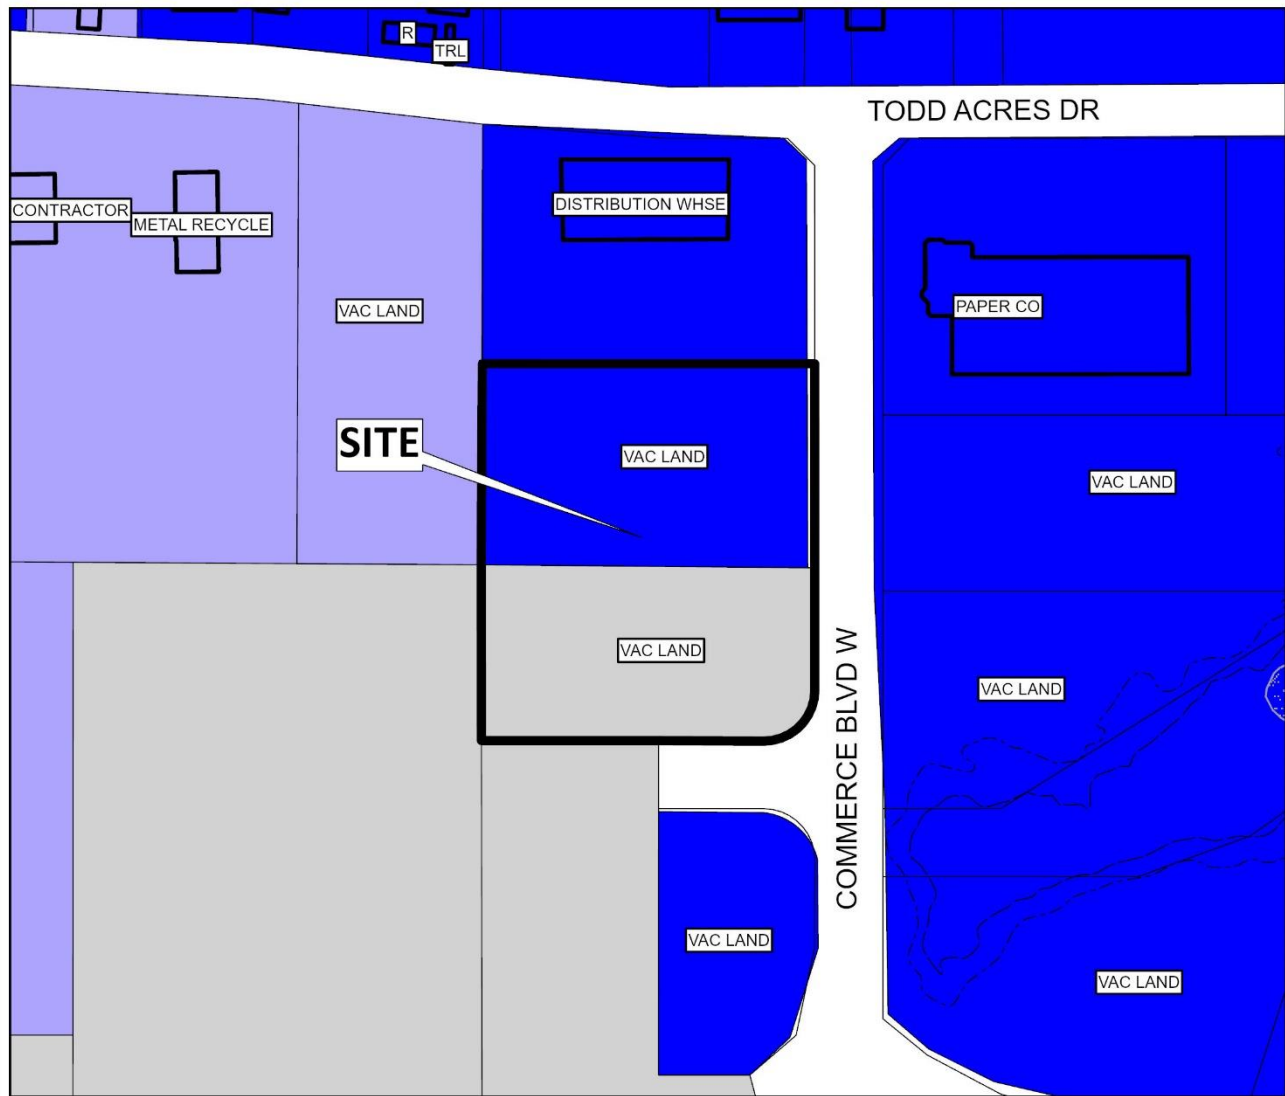 R
TRL
TODD ACRES DR
CONTRACTOR
METAL RECYCLE
DISTRIBUTION WHSE
VAC LAND
PAPER CO
SITE
VAC LAND
VAC LAND
VAC LAND
VAC LAND
COMMERCE BLVD W
VAC LAND
VAC LAND